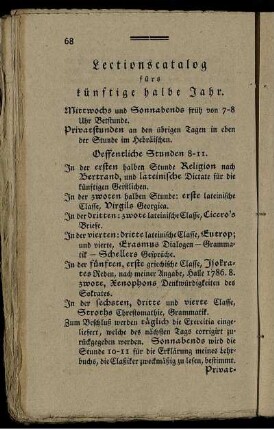 68
Lectionscatalog
fürs
künftige halbe Jahr.
Mittwochs und Sonnabends früh von 7-8
Uhr Betstunde.
Privatstunden an den übrigen Tagen in eben
der Stunde im Hebräischen.
Oeffentliche Stunden 8-11.
In der ersten halben Stunde Religion nach
Bertrand, und lateinische Dictate für die
künftigen Geistlichen.
In der zwoten halben Stunde: erste lateinische
Classe, Virgils Georgica.
In der dritten: zwote lateinische Classe, Cicero's
Briefe.
In der vierten: dritte lateinische Classe, Eutrop;
und vierte, Erasmus Dialogen — Gramma-
tik — Schellers Gespräche.
In der fünften, erste griechische Classe, Isokra-
tes Reden, nach meiner Ausgabe, Halle 1786. 8.
zwote, Xenophons Denkwürdigkeiten des
Sokrates.
In der sechsten, dritte und vierte Classe,
Stroths Chrestomathie, Grammatik.
Zum Beschluß werden täglich die Exercitia einge-
liefert, welche des nächsten Tags corrigirt zu-
rückgegeben werden. Sonnabends wird die
Stunde 10-11 für die Erklärung meines Lehr-
buchs, die Classiker zweckmäßig zu lesen, bestimmt.
Privat-